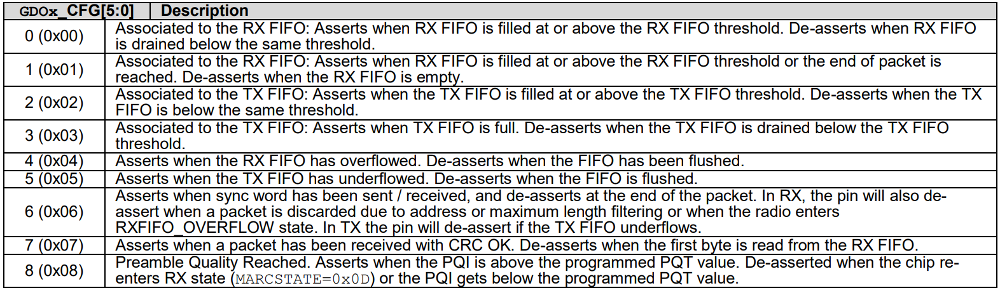 GDOx_CFG[5:0] Description
0 (0x00) Associated to the RX FIFO: Asserts when RX FIFO is filled at or above the RX FIFO threshold. De-asserts when RX FIFO
is drained below the same threshold.
1 (0x01) Associated to the RX FIFO: Asserts when RX FIFO is filled at or above the RX FIFO threshold or the end of packet is
reached. De-asserts when the RX FIFO is empty.
2 (0x02) Associated to the TX FIFO: Asserts when the TX FIFO is filled at or above the TX FIFO threshold. De-asserts when the TX
FIFO is below the same threshold.
3 (0x03) Associated to the TX FIFO: Asserts when TX FIFO is full. De-asserts when the TX FIFO is drained below the TX FIFO
threshold.
4 (0x04) Asserts when the RX FIFO has overflowed. De-asserts when the FIFO has been flushed.
5 (0x05) Asserts when the TX FIFO has underflowed. De-asserts when the FIFO is flushed.
6 (0x06) Asserts when sync word has been sent / received, and de-asserts at the end of the packet. In RX, the pin will also de-
assert when a packet is discarded due to address or maximum length filtering or when the radio enters
RXFIFO_OVERFLOW state. In TX the pin will de-assert if the TX FIFO underflows.
7 (0x07) Asserts when a packet has been received with CRC OK. De-asserts when the first byte is read from the RX FIFO.
8 (0x08) Preamble Quality Reached. Asserts when the PQI is above the programmed PQT value. De-asserted when the chip re-
enters RX state (MARCSTATE=0x0D) or the PQI gets below the programmed PQT value.